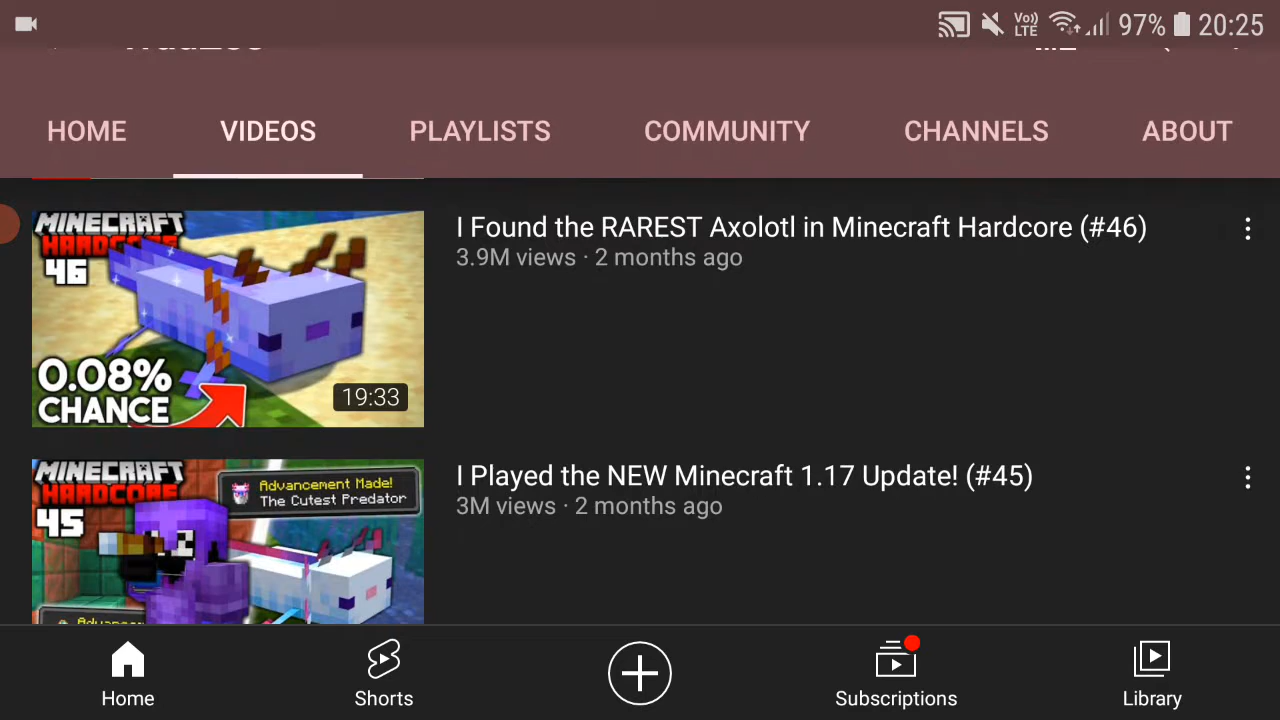 Vo))
LTE
97%
20:25
HOME
VIDEOS
PLAYLISTS
COMMUNITY
CHANNELS
ABOUT
MINECRAFT
HARDCORE
46
0.08%
CHANCE
19:33
I Found the RAREST Axolotl in Minecraft Hardcore (#46)
3.9M views · 2 months ago
MINECRAFT
HARDCORE
45
Advancement Made!
The Cutest Predator
I Played the NEW Minecraft 1.17 Update! (#45)
3M views · 2 months ago
Home
Shorts
Subscriptions
Library